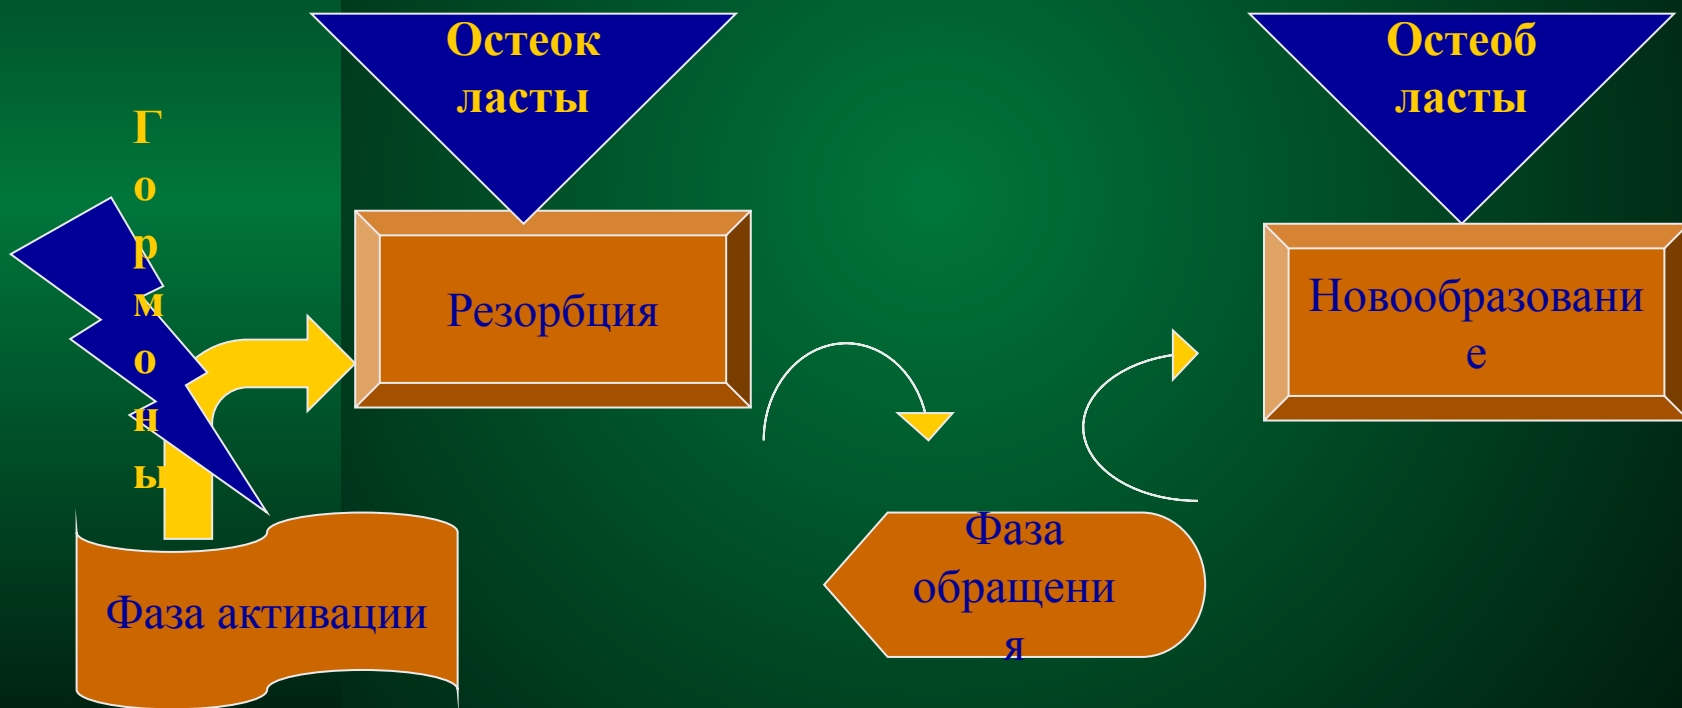 Остеок
ласты
Остеоб
ласты
Г
о
р
м
о
н
ы
Резорбция
Новообразовани
е
Фаза
обращени
я
Фаза активации